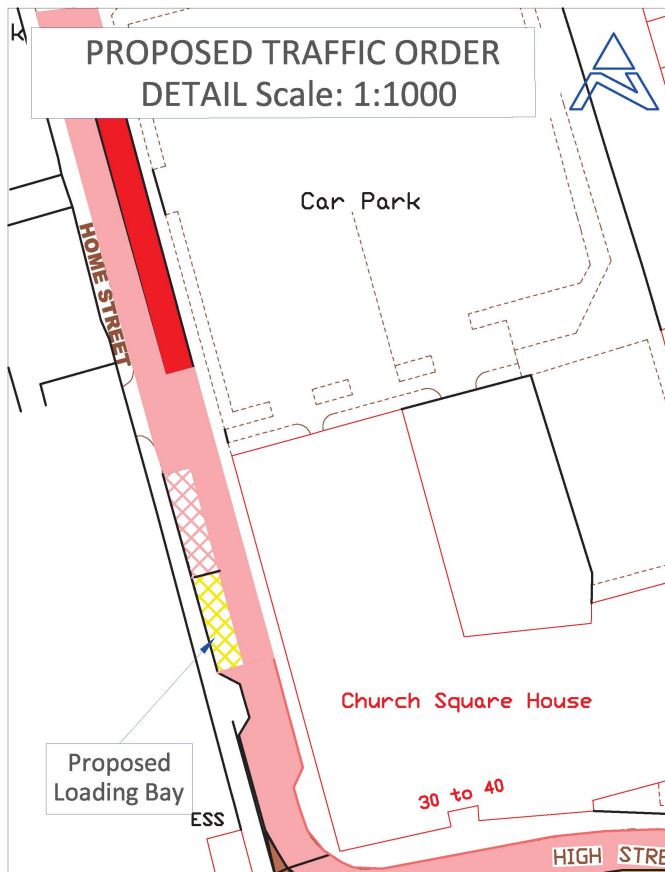 PROPOSED TRAFFIC ORDER
DETAIL Scale: 1:1000
Car Park
HOME STREET
Church Square House
Proposed
Loading Bay
30 to 40
ESS
HIGH STRE